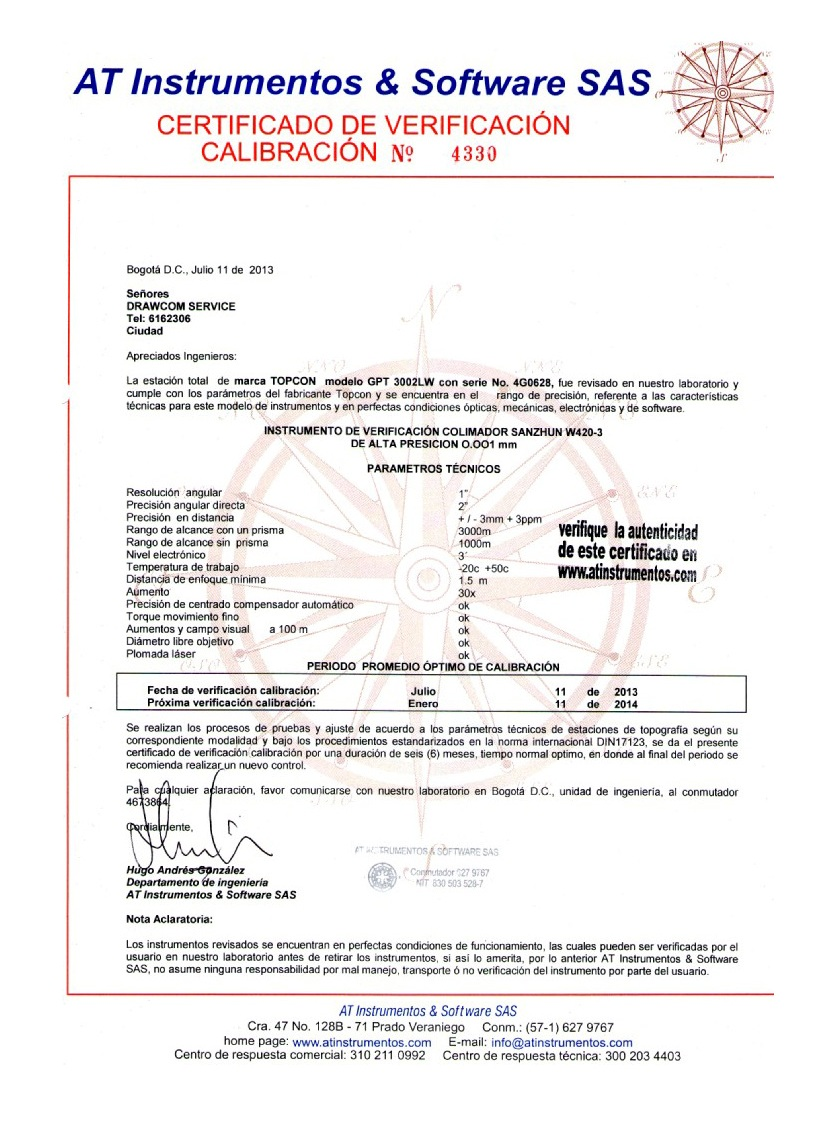 AT Instrumentos & Software SAS
CERTIFICADO DE VERIFICACIÓN
CALIBRACIÓN Nº 4330
Bogotá D.C., Julio 11 de 2013
Señores
DRAWCOM SERVICE
Tel: 6162306
Ciudad
Apreciados Ingenieros:
La estación total de marca TOPCON modelo GPT 3002LW con serie No. 4G0628, fue revisado en nuestro laboratorio y
cumple con los parámetros del fabricante Topcon y se encuentra en el rango de precisión, referente a las características
técnicas para este modelo de instrumentos y en perfectas condiciones ópticas, mecánicas, electrónicas y de software.
INSTRUMENTO DE VERIFICACIÓN COLIMADOR SANZHUN W420-3
DE ALTA PRESICION O.OO1 mm
PARAMETROS TÉCNICOS
Resolución angular 1"
Precisión angular directa 2"
Precisión en distancia + / - 3mm + 3ppm
Rango de alcance con un prisma 3000m
Rango de alcance sin prisma 1000m
Nivel electrónico 3´
Temperatura de trabajo -20c +50c
Distancia de enfoque mínima 1.5 m
Aumento 30x
Precisión de centrado compensador automático ok
Torque movimiento fino ok
Aumentos y campo visual a 100 m ok
Diámetro libre objetivo ok
Plomada láser ok
verifique la autenticidad
de este certificado en
www.atinstrumentos.com
PERIODO PROMEDIO ÓPTIMO DE CALIBRACIÓN
Fecha de verificación calibración: Julio 11 de 2013
Próxima verificación calibración: Enero 11 de 2014
Se realizan los procesos de pruebas y ajuste de acuerdo a los parámetros técnicos de estaciones de topografía según su
correspondiente modalidad y bajo los procedimientos estandarizados en la norma internacional DIN17123, se da el presente
certificado de verificación calibración por una duración de seis (6) meses, tiempo normal optimo, en donde al final del periodo se
recomienda realizar un nuevo control.
Para cualquier aclaración, favor comunicarse con nuestro laboratorio en Bogotá D.C., unidad de ingeniería, al conmutador
4673864.
Cordialmente,
AT INSTRUMENTOS & SOFTWARE SAS
Conmutador 627 9767
NIT 830 503 528-7
Hugo Andrés González
Departamento de ingeniería
AT Instrumentos & Software SAS
Nota Aclaratoria:
Los instrumentos revisados se encuentran en perfectas condiciones de funcionamiento, las cuales pueden ser verificadas por el
usuario en nuestro laboratorio antes de retirar los instrumentos, si así lo amerita, por lo anterior AT Instrumentos & Software
SAS, no asume ninguna responsabilidad por mal manejo, transporte ó no verificación del instrumento por parte del usuario.
AT Instrumentos & Software SAS
Cra. 47 No. 128B - 71 Prado Veraniego Conm.: (57-1) 627 9767
home page: www.atinstrumentos.com E-mail: info@atinstrumentos.com
Centro de respuesta comercial: 310 211 0992 Centro de respuesta técnica: 300 203 4403